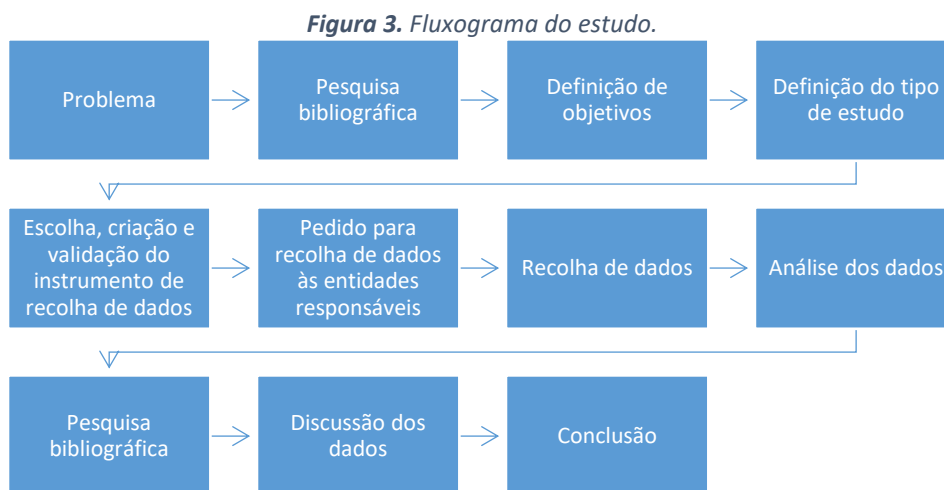 Figura 3. Fluxograma do estudo.
Problema
Pesquisa
bibliográfica
Definição de
objetivos
Definição do tipo
de estudo
Escolha, criação e
validação do
instrumento de
recolha de dados
Pedido para
recolha de dados
às entidades
responsáveis
Recolha de dados
Análise dos dados
Pesquisa
bibliográfica
Discussão dos
dados
Conclusão